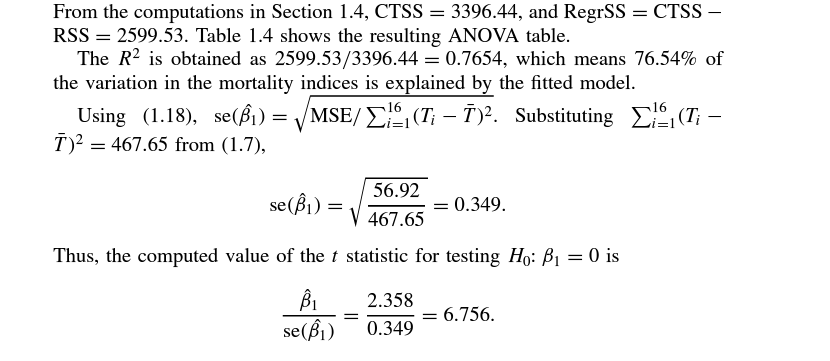 From the computations in Section 1.4, CTSS = 3396.44, and RegrSS = CTSS −
RSS = 2599.53. Table 1.4 shows the resulting ANOVA table.
The R² is obtained as 2599.53/3396.44 = 0.7654, which means 76.54% of
the variation in the mortality indices is explained by the fitted model.
Using (1.18), se(β̂₁) = √(MSE/∑ᵢ₌₁¹⁶(Tᵢ − T̄)². Substituting ∑ᵢ₌₁¹⁶(Tᵢ −
T̄)² = 467.65 from (1.7),
se(β̂₁) = √(56.92/467.65) = 0.349.
Thus, the computed value of the t statistic for testing H₀: β₁ = 0 is
β̂₁/se(β̂₁) = 2.358/0.349 = 6.756.